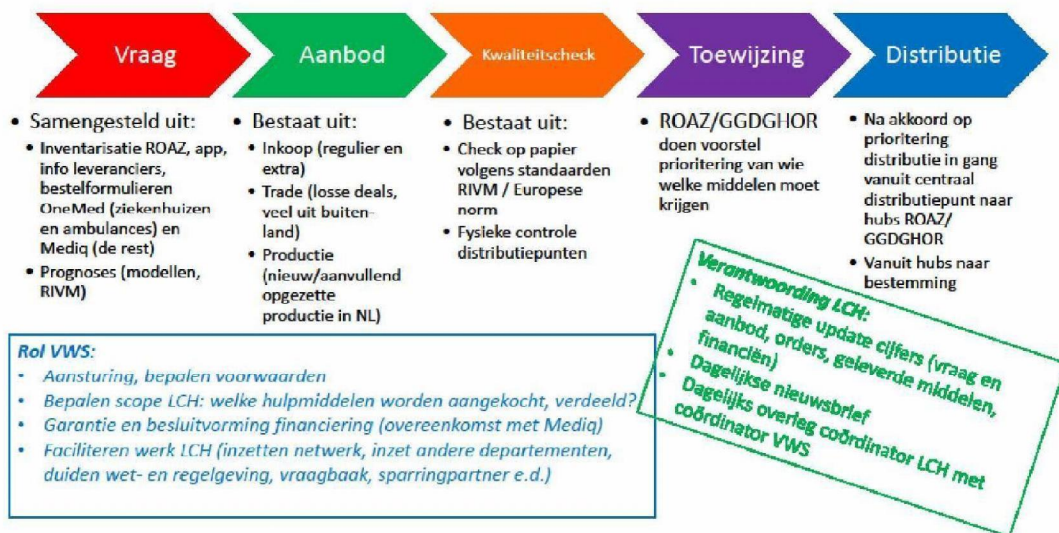 Vraag
Aanbod
Kwaliteitscheck
Toewijzing
Distributie
• Samengesteld uit:
• Inventarisatie ROAZ, app,
info leveranciers,
bestelformulieren
OneMed (ziekenhuizen
en ambulances) en
Mediq (de rest)
• Prognoses (modellen,
RIVM)
• Bestaat uit:
• Inkoop (regulier en
extra)
• Trade (losse deals,
veel uit buiten-
land)
• Productie
(nieuw/aanvullend
opgezette
productie in NL)
• Bestaat uit:
• Check op papier
volgens standaarden
RIVM / Europese
norm
• Fysieke controle
distributiepunten
• ROAZ/GGDGHOR
doen voorstel
prioritering van wie
welke middelen moet
krijgen
• Na akkoord op
prioritering
distributie in gang
vanuit centraal
distributiepunt naar
hubs ROAZ/
GGDGHOR
• Vanuit hubs naar
bestemming
Rol VWS:
• Aansturing, bepalen voorwaarden
• Bepalen scope LCH: welke hulpmiddelen worden aangekocht, verdeeld?
• Garantie en besluitvorming financiering (overeenkomst met Mediq)
• Faciliteren werk LCH (inzetten netwerk, inzet andere departementen,
duiden wet- en regelgeving, vraagbaak, sparringpartner e.d.)
Verantwoording LCH:
• Regelmatige update cijfers (vraag en
aanbod, orders, geleverde middelen,
financiën)
• Dagelijkse nieuwsbrief
• Dagelijks overleg coördinator LCH met
coördinator VWS